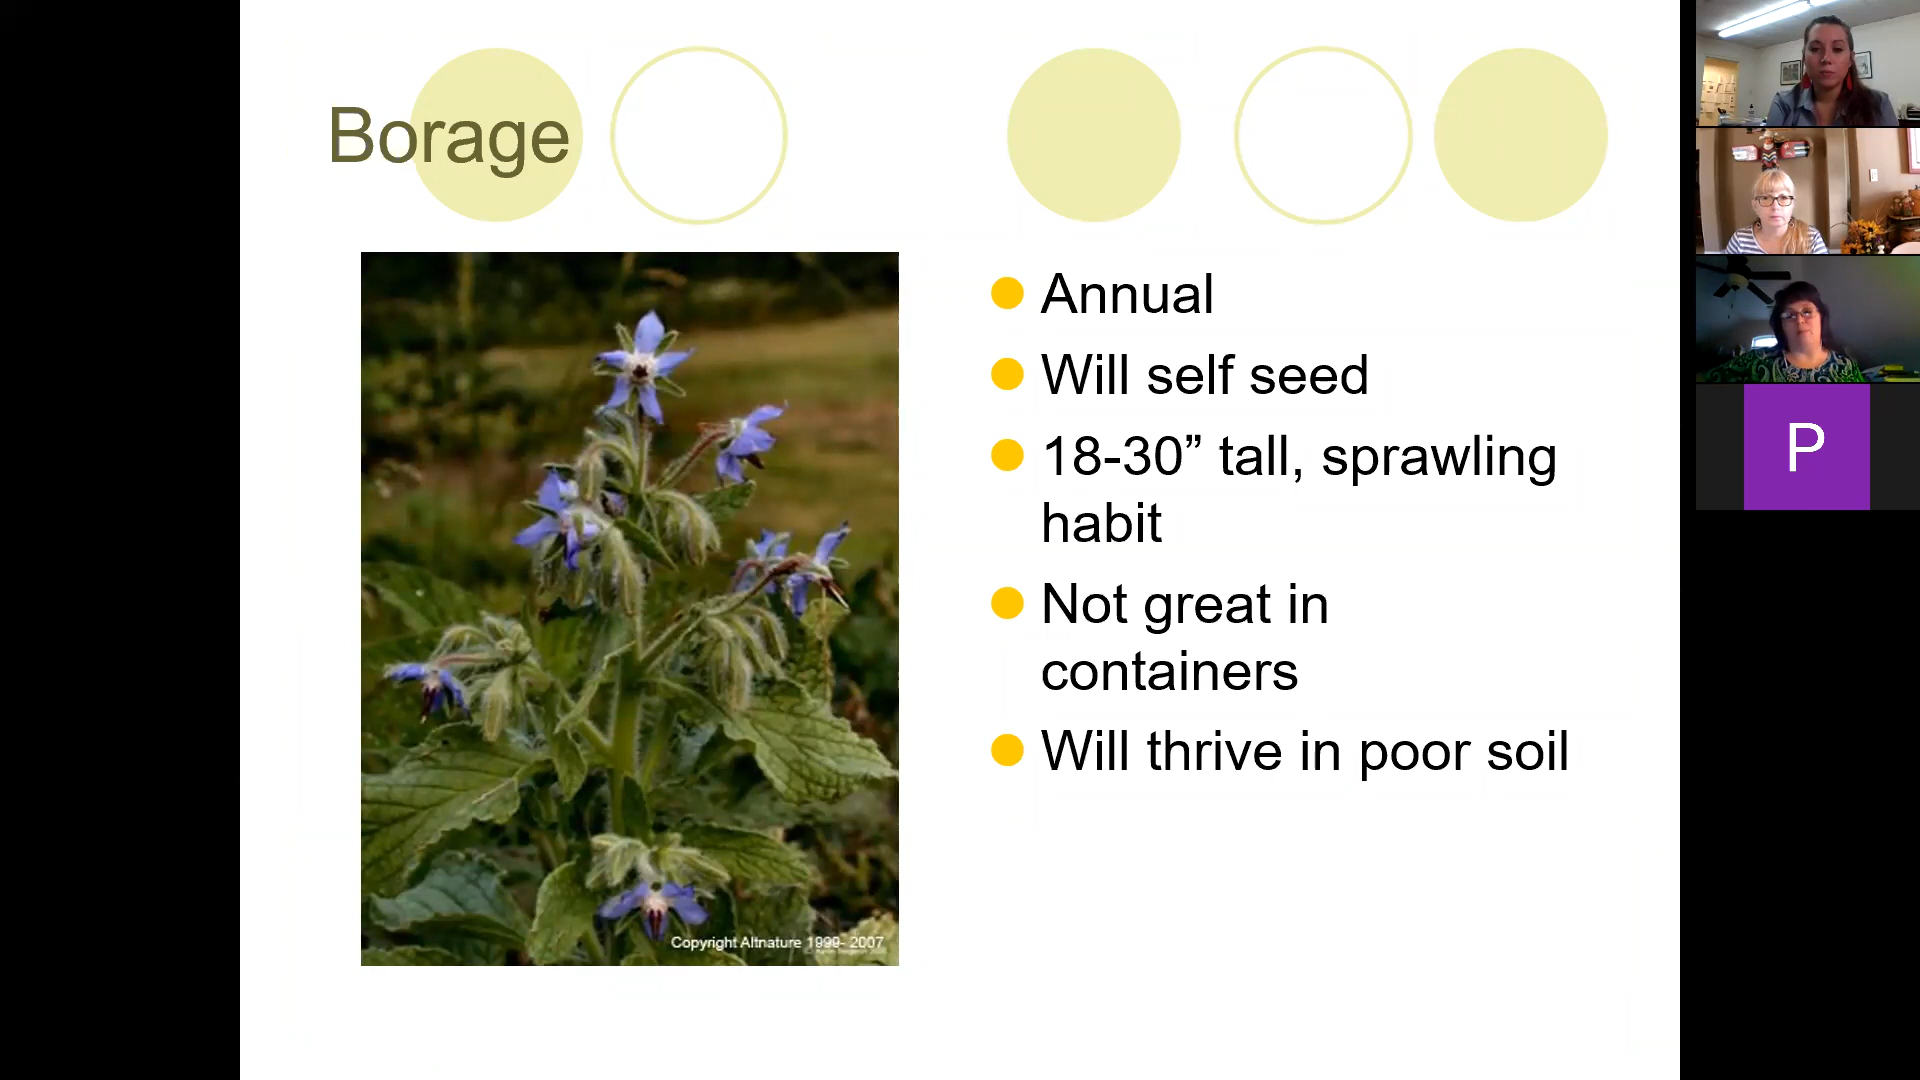 Borage
Annual
Will self seed
18-30” tall, sprawling
habit
Not great in
containers
Will thrive in poor soil
Copyright Altnature 1999- 2007
P